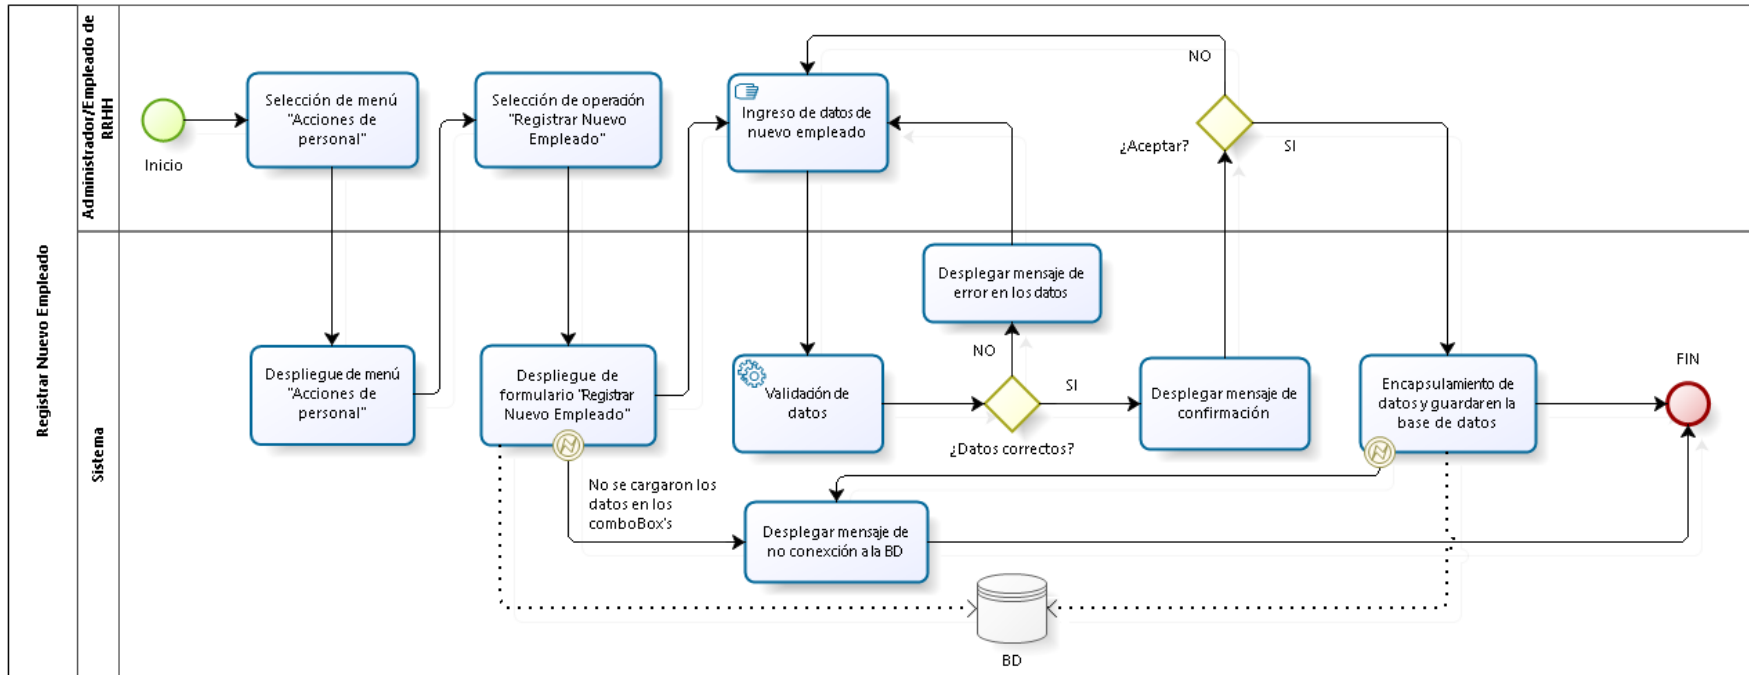 Registrar Nuevo Empleado
Administrador/Empleado de
RRHH
Inicio
Selección de menú
"Acciones de
personal"
Selección de operación
"Registrar Nuevo
Empleado"
Ingreso de datos de
nuevo empleado
NO
¿Aceptar?
SI
Sistema
Despliegue de menú
"Acciones de
personal"
Despliegue de
formulario "Registrar
Nuevo Empleado"
Validación de
datos
Desplegar mensaje de
error en los datos
NO
SI
¿Datos correctos?
Desplegar mensaje de
confirmación
Encapsulamiento de
datos y guardar en la
base de datos
FIN
No se cargaron los
datos en los
comboBox's
Desplegar mensaje de
no conexción a la BD
BD